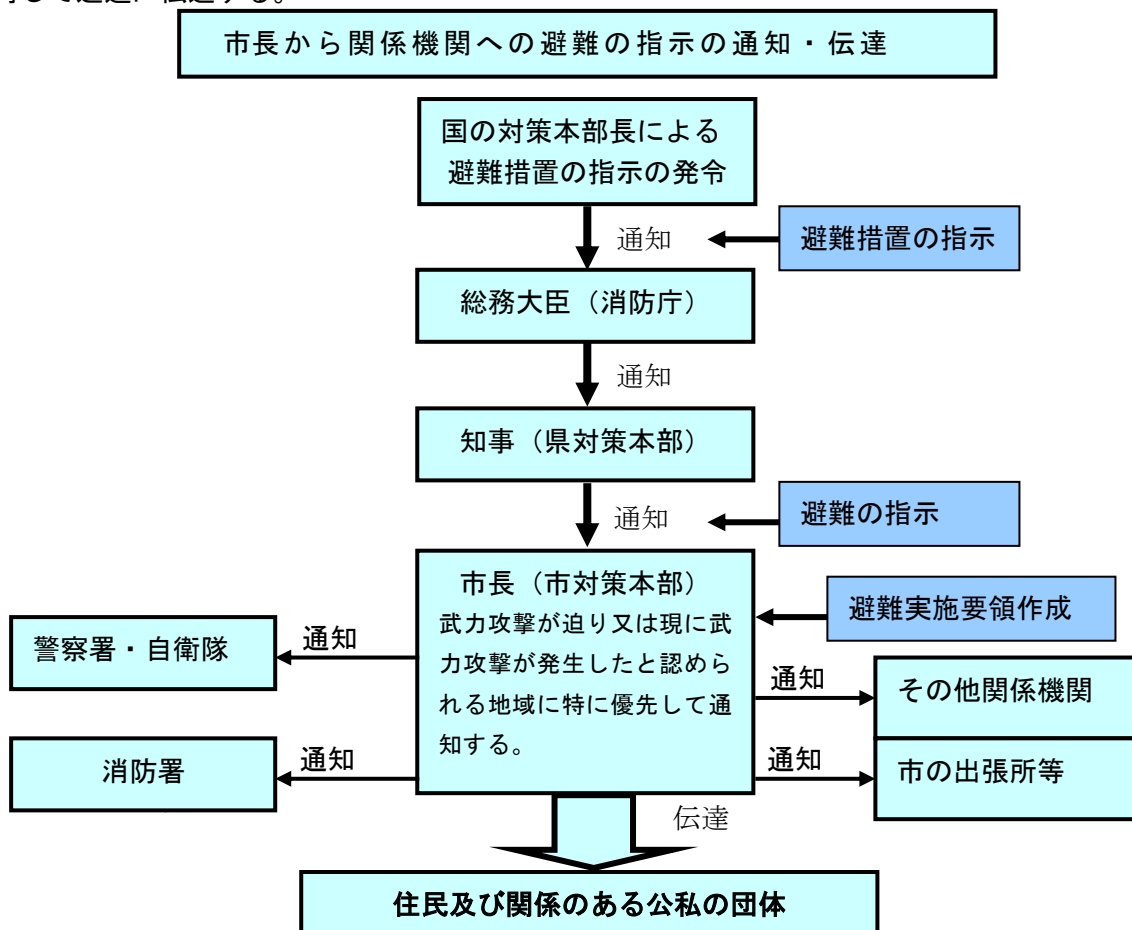 市長から関係機関への避難の指示の通知・伝達
国の対策本部長による
避難措置の指示の発令
通知
避難措置の指示
総務大臣（消防庁）
通知
知事（県対策本部）
通知
避難の指示
市長（市対策本部）
武力攻撃が迫り又は現に武
力攻撃が発生したと認めら
れる地域に特に優先して通
知する。
避難実施要領作成
警察署・自衛隊
通知
通知
その他関係機関
消防署
通知
通知
市の出張所等
伝達
住民及び関係のある公私の団体